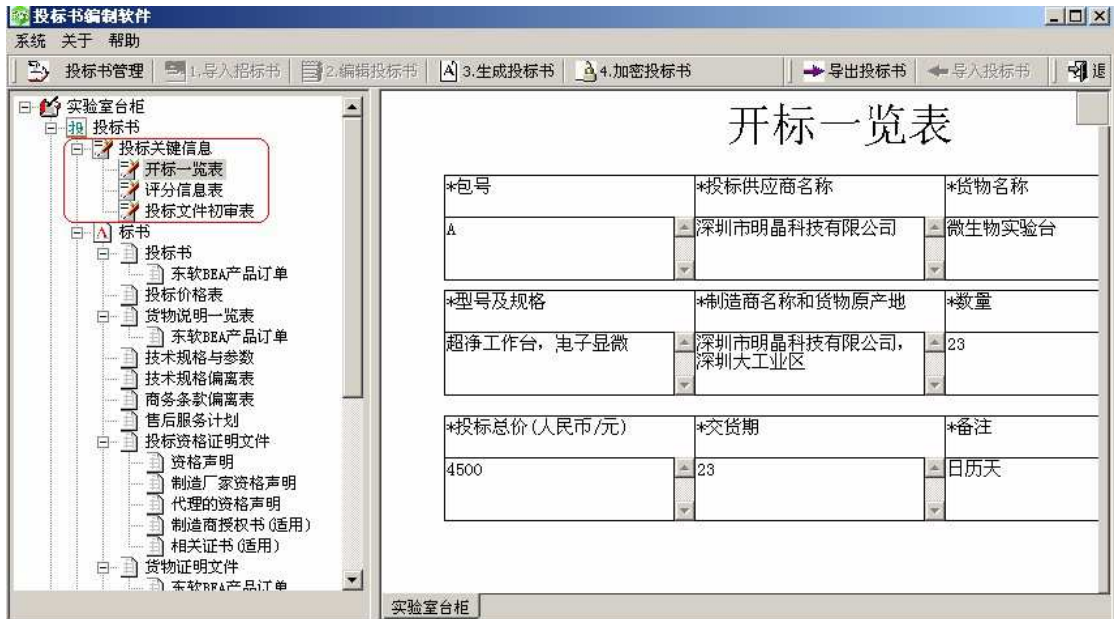 投标书编制软件
系统 关于 帮助
投标书管理 1.导入招标书 2.编辑投标书 A 3.生成投标书 4.加密投标书 导出投标书 导入投标书 退
实验室台柜
投标书
投标关键信息
开标一览表
评分信息表
投标文件初审表
标书
投标书
东软BEA产品订单
投标价格表
货物说明一览表
东软BEA产品订单
技术规格与参数
技术规格偏离表
商务条款偏离表
售后服务计划
投标资格证明文件
资格声明
制造厂家资格声明
代理的资格声明
制造商授权书(适用)
相关证书(适用)
货物证明文件
东软BEA产品订单
开标一览表
*包号 *投标供应商名称 *货物名称
A 深圳市明晶科技有限公司 微生物实验台
*型号及规格 *制造商名称和货物原产地 *数量
超净工作台，电子显微 深圳市明晶科技有限公司， 23
深圳大工业区
*投标总价(人民币/元) *交货期 *备注
4500 23 日历天
实验室台柜